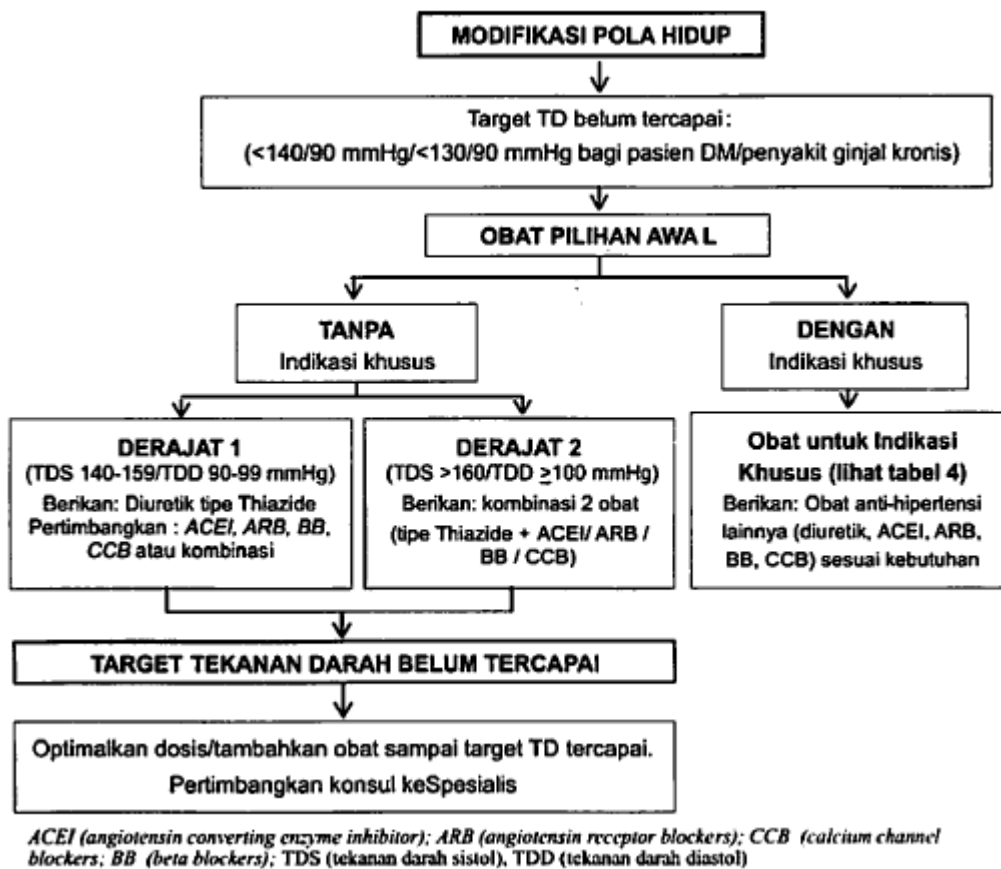 MODIFIKASI POLA HIDUP
Target TD belum tercapai:
(<140/90 mmHg/<130/90 mmHg bagi pasien DM/penyakit ginjal kronis)
OBAT PILIHAN AWA L
TANPA
Indikasi khusus
DENGAN
Indikasi khusus
DERAJAT 1
(TDS 140-159/TDD 90-99 mmHg)
Berikan: Diuretik tipe Thiazide
Pertimbangkan : ACEI, ARB, BB,
CCB atau kombinasi
DERAJAT 2
(TDS >160/TDD ≥100 mmHg)
Berikan: kombinasi 2 obat
(tipe Thiazide + ACEI/ ARB /
BB / CCB)
Obat untuk Indikasi
Khusus (lihat tabel 4)
Berikan: Obat anti-hipertensi
lainnya (diuretik, ACEI, ARB,
BB, CCB) sesuai kebutuhan
TARGET TEKANAN DARAH BELUM TERCAPAI
Optimalkan dosis/tambahkan obat sampai target TD tercapai.
Pertimbangkan konsul keSpesialis
ACEI (angiotensin converting enzyme inhibitor); ARB (angiotensin receptor blockers); CCB (calcium channel
blockers; BB (beta blockers); TDS (tekanan darah sistol), TDD (tekanan darah diastol)